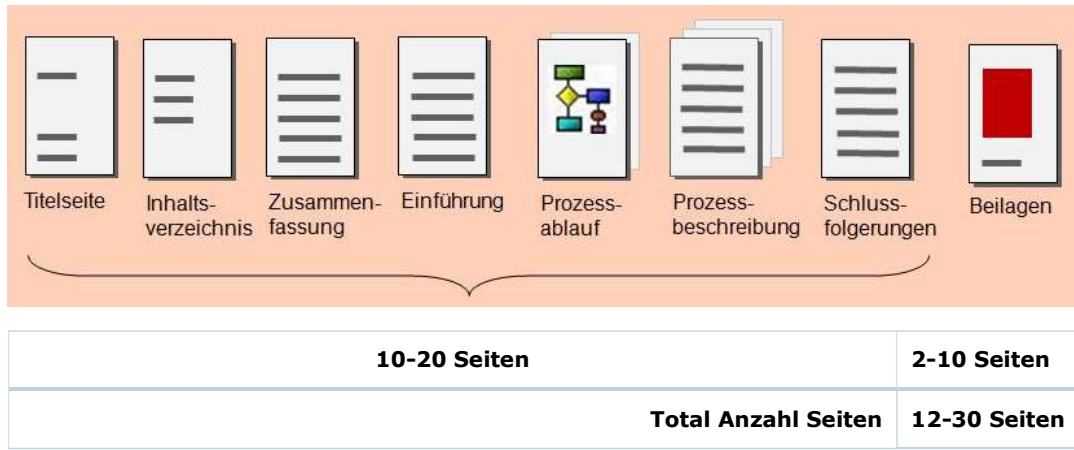 Titelseite
Inhalts-
verzeichnis
Zusammen-
fassung
Einführung
Prozess-
ablauf
Prozess-
beschreibung
Schluss-
folgerungen
Beilagen
10-20 Seiten
2-10 Seiten
Total Anzahl Seiten
12-30 Seiten